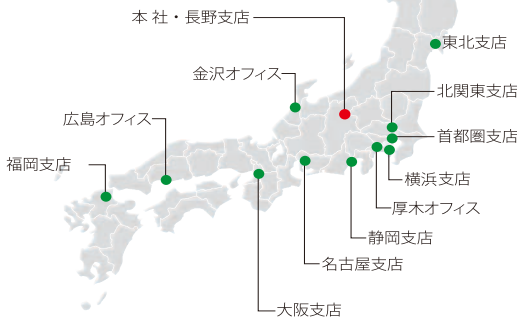 本 社・長野支店
東北支店
金沢オフィス
北関東支店
広島オフィス
首都圏支店
福岡支店
横浜支店
厚木オフィス
静岡支店
名古屋支店
大阪支店